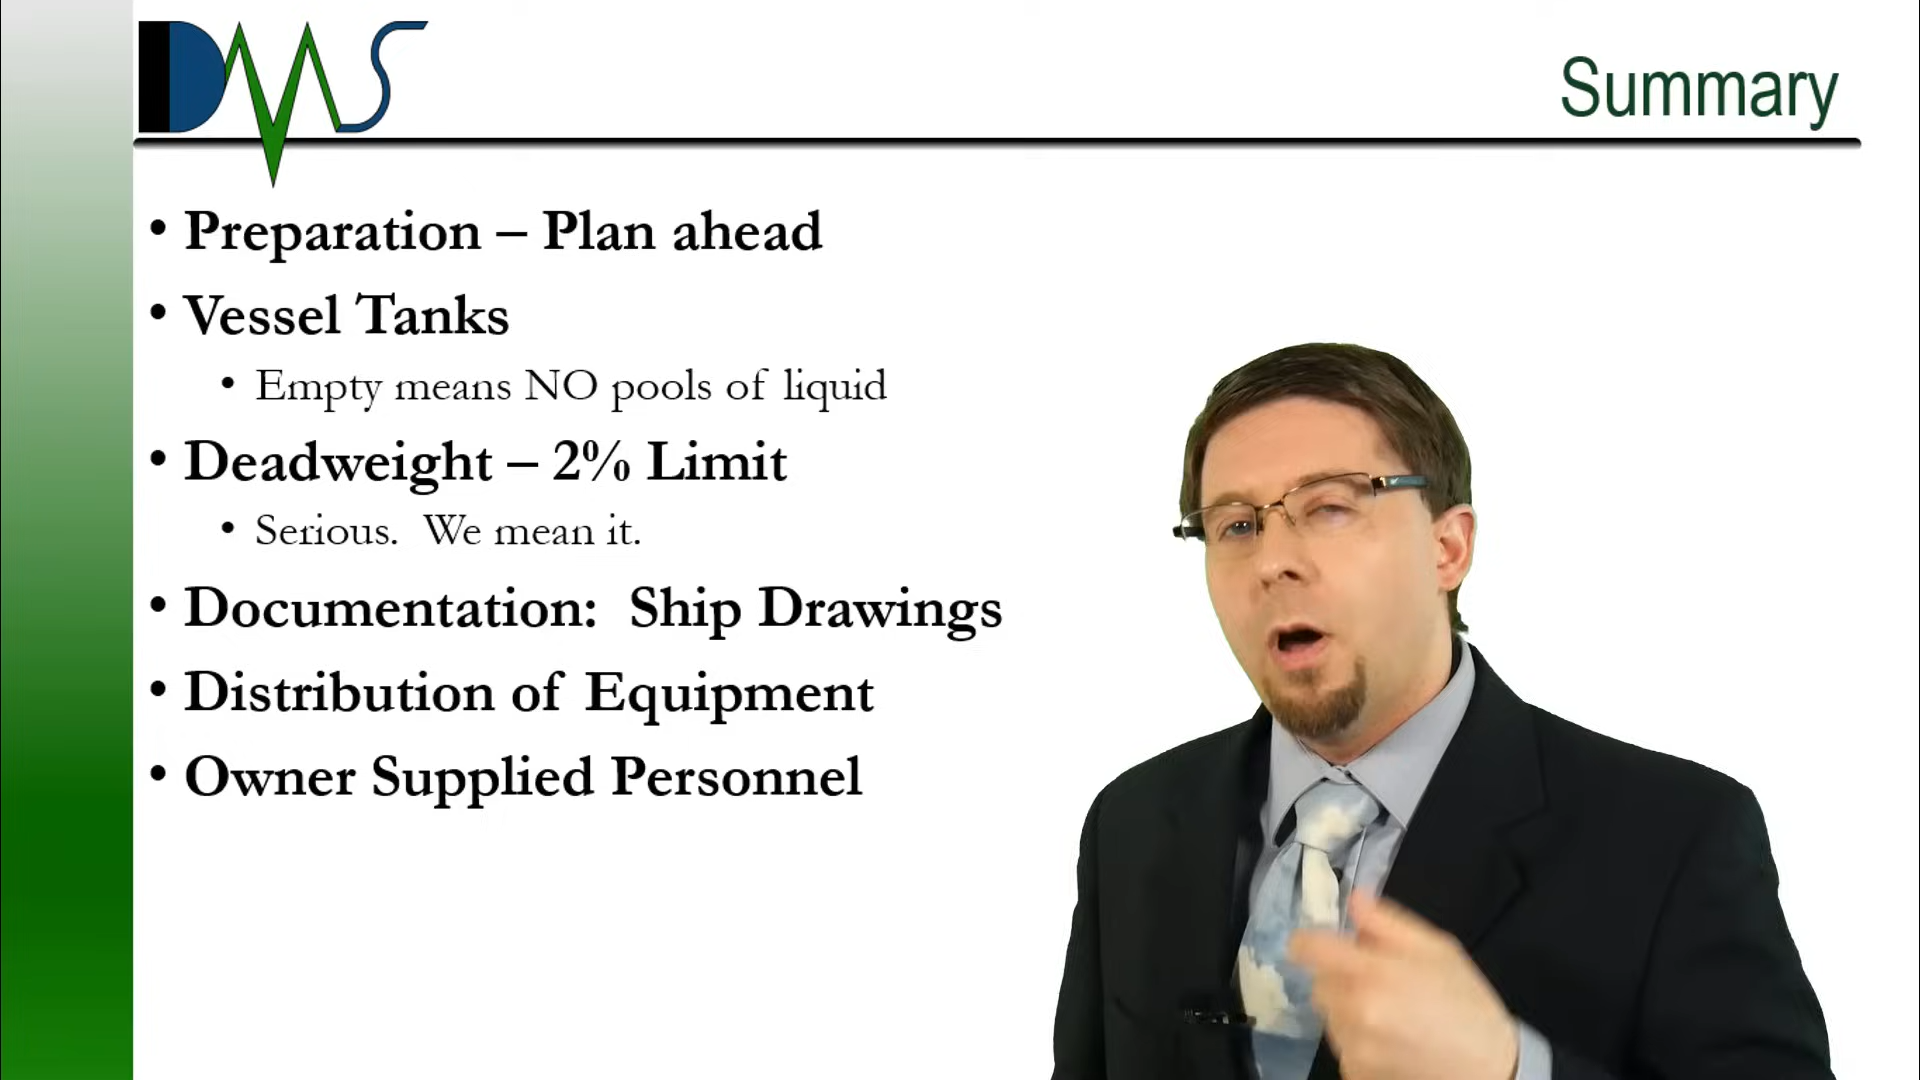 DMS
Summary
• Preparation – Plan ahead
• Vessel Tanks
• Empty means NO pools of liquid
• Deadweight – 2% Limit
• Serious.  We mean it.
• Documentation:  Ship Drawings
• Distribution of Equipment
• Owner Supplied Personnel